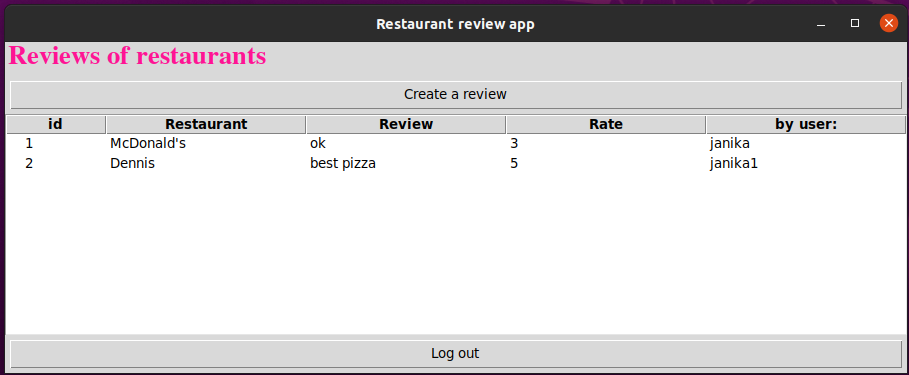 Restaurant review app
Reviews of restaurants
Create a review
id Restaurant Review Rate by user:
1 McDonald's ok 3 janika
2 Dennis best pizza 5 janika1
Log out